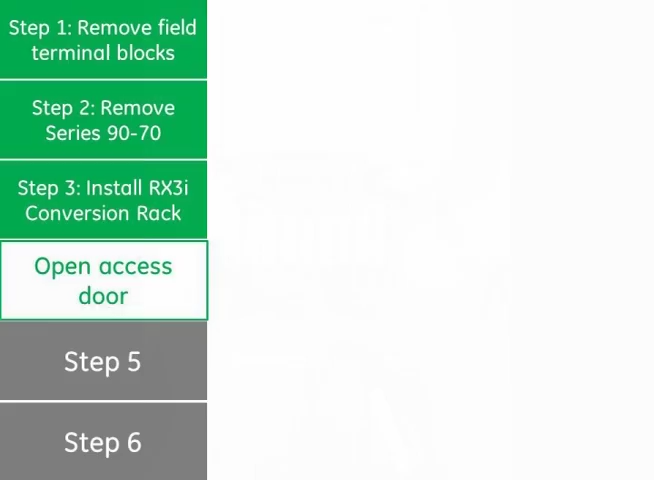 Step 1: Remove field
terminal blocks
Step 2: Remove
Series 90-70
Step 3: Install RX3i
Conversion Rack
Open access
door
Step 5
Step 6